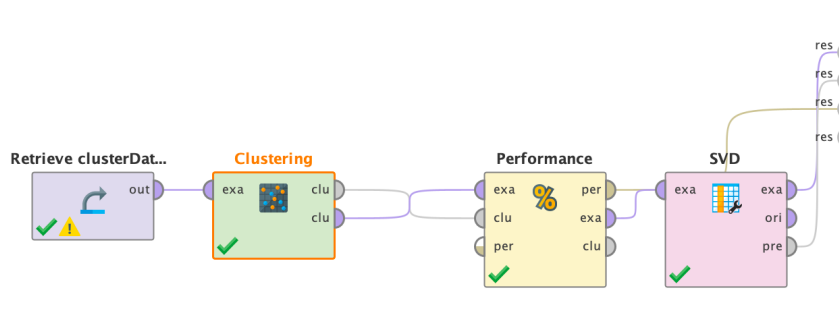 res
res
res
res
Retrieve clusterDat...
Clustering
Performance
SVD
out
exa
clu
clu
exa
clu
per
per
exa
clu
%
exa
exa
ori
pre